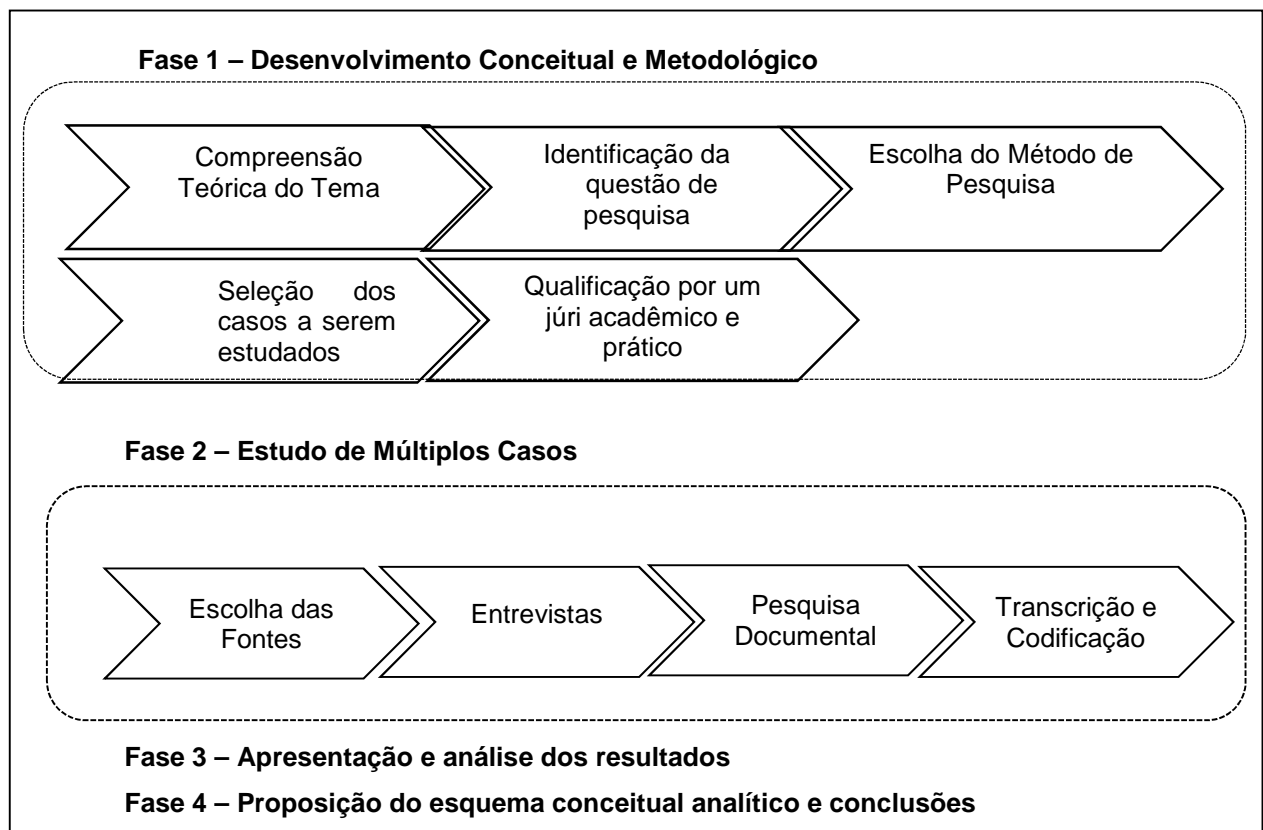 Fase 1 – Desenvolvimento Conceitual e Metodológico
Compreensão
Teórica do Tema
Identificação da
questão de
pesquisa
Escolha do Método de
Pesquisa
Seleção dos
casos a serem
estudados
Qualificação por um
júri acadêmico e
prático
Fase 2 – Estudo de Múltiplos Casos
Escolha das
Fontes
Entrevistas
Pesquisa
Documental
Transcrição e
Codificação
Fase 3 – Apresentação e análise dos resultados
Fase 4 – Proposição do esquema conceitual analítico e conclusões